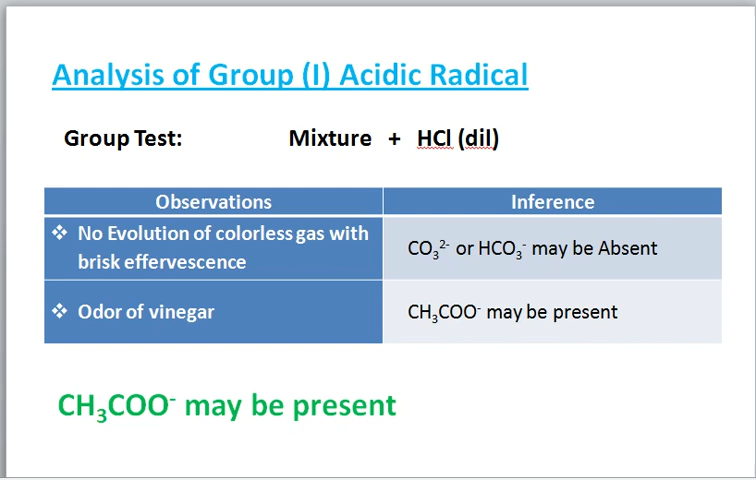 Analysis of Group (I) Acidic Radical
Group Test: Mixture + HCl (dil)
Observations Inference
❖ No Evolution of colorless gas with
brisk effervescence
CO₃²⁻ or HCO₃⁻ may be Absent
❖ Odor of vinegar
CH₃COO⁻ may be present
CH₃COO⁻ may be present